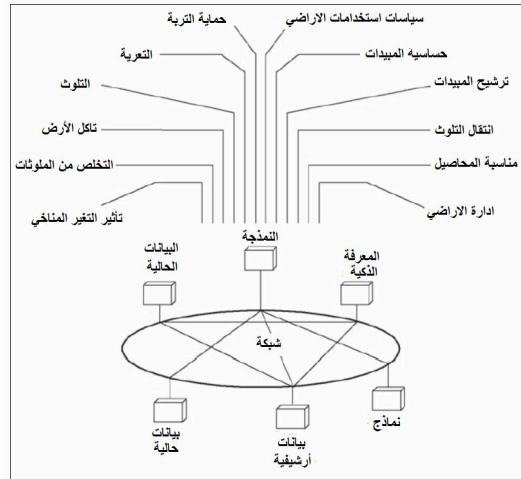 سياسات استخدامات الاراضي
حماية التربة
حساسيه المبيدات
التعرية
ترشيح المبيدات
التلوث
انتقال التلوث
تاكل الأرض
مناسبة المحاصيل
التخلص من الملوثات
ادارة الاراضي
تأثير التغير المناخي
النمذجة
المعرفة
الذكية
البيانات
الحالية
شبكة
نماذج
بيانات
أرشيفية
بيانات
حالية